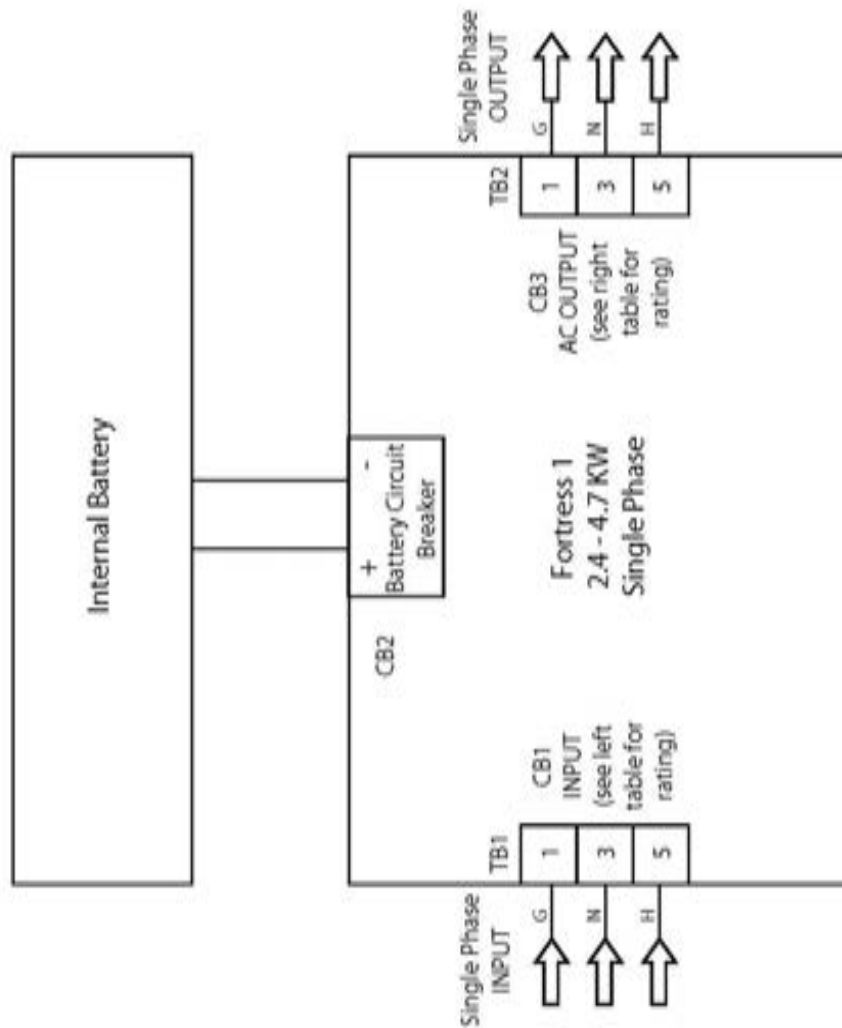 Internal Battery
+ -
Battery Circuit
Breaker
CB2
Single Phase
INPUT
TB1
G
N
H
1
3
5
CB1
INPUT
(see left
table for
rating)
Fortress 1
2.4 - 4.7 KW
Single Phase
CB3
AC OUTPUT
(see right
table for
rating)
TB2
1
3
5
G
N
H
Single Phase
OUTPUT